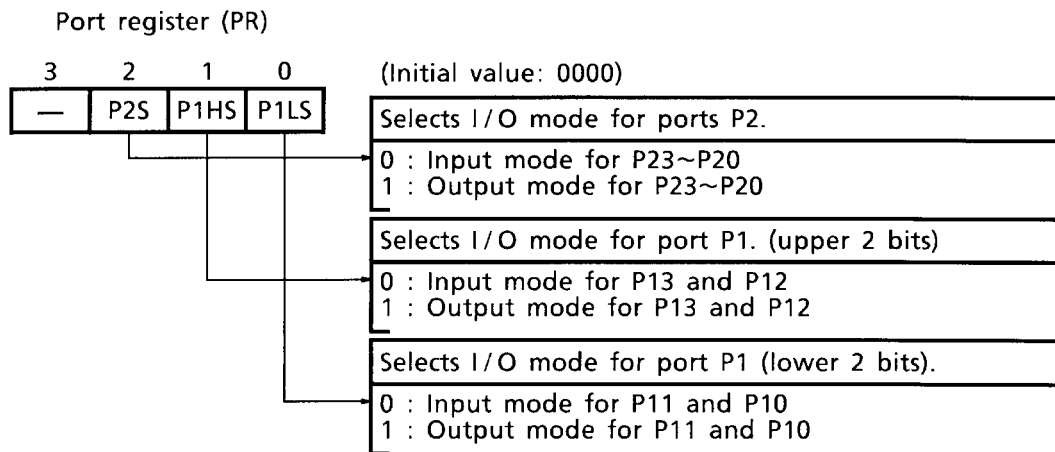 Port register (PR)
3 2 1 0 (Initial value: 0000)
— P2S P1HS P1LS
Selects I/O mode for ports P2.
0 : Input mode for P23~P20
1 : Output mode for P23~P20
Selects I/O mode for port P1. (upper 2 bits)
0 : Input mode for P13 and P12
1 : Output mode for P13 and P12
Selects I/O mode for port P1 (lower 2 bits).
0 : Input mode for P11 and P10
1 : Output mode for P11 and P10